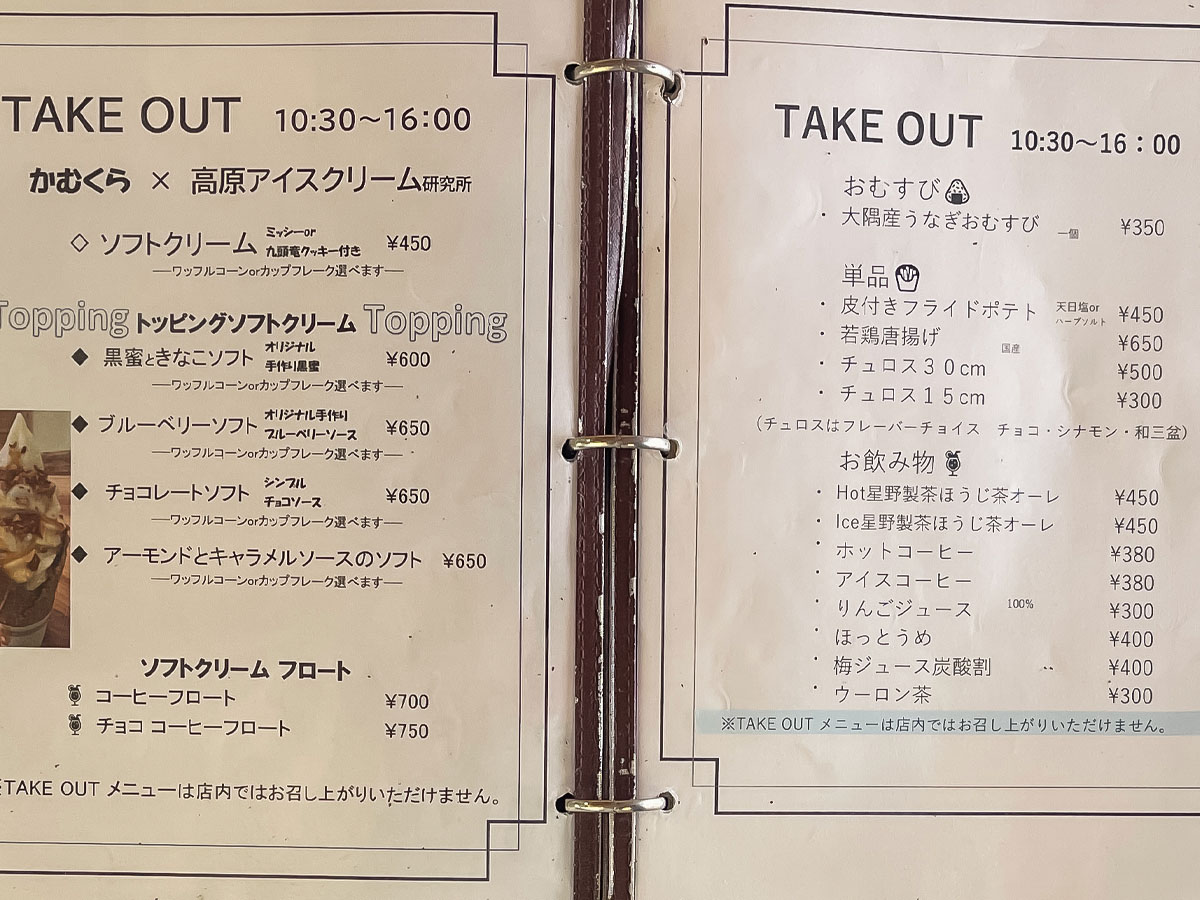 TAKE OUT 10:30～16:00
かむくら × 高原アイスクリーム研究所
◇ ソフトクリーム ミッシーor 九頭竜クッキー付き ¥450
―ワッフルコーンorカップフレーク選べます―
Topping トッピングソフトクリーム Topping
◆ 黒蜜ときなこソフト オリジナル 手作り黒蜜 ¥600
―ワッフルコーンorカップフレーク選べます―
◆ ブルーベリーソフト オリジナル手作り ブルーベリーソース ¥650
―ワッフルコーンorカップフレーク選べます―
◆ チョコレートソフト シンプル チョコソース ¥650
―ワッフルコーンorカップフレーク選べます―
◆ アーモンドとキャラメルソースのソフト ¥650
―ワッフルコーンorカップフレーク選べます―
ソフトクリーム フロート
コーヒーフロート ¥700
チョココーヒーフロート ¥750
※TAKE OUT メニューは店内ではお召し上がりいただけません。
TAKE OUT 10:30～16：00
おむすび
・大隅産うなぎおむすび 一個 ¥350
単品
・皮付きフライドポテト 天日塩or ハーブソルト ¥450
・若鶏唐揚げ 国産 ¥650
・チュロス３０cm ¥500
・チュロス１５cm ¥300
（チュロスはフレーバーチョイス　チョコ・シナモン・和三盆）
お飲み物
・Hot星野製茶ほうじ茶オーレ ¥450
・Ice星野製茶ほうじ茶オーレ ¥450
・ホットコーヒー ¥380
・アイスコーヒー ¥380
・りんごジュース 100% ¥300
・ほっとうめ ¥400
・梅ジュース炭酸割 ¥400
・ウーロン茶 ¥300
※TAKE OUT メニューは店内ではお召し上がりいただけません。